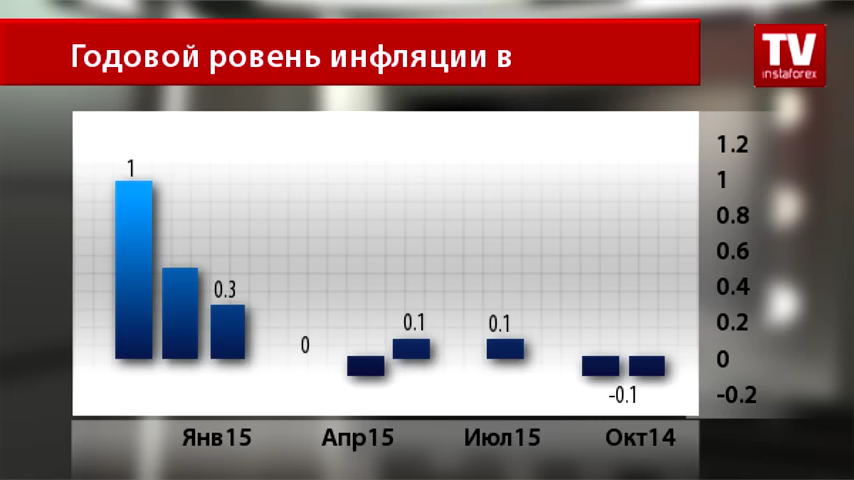 Годовой ровень инфляции в
TV
instaforex
1
0.3
0
0.1
0.1
-0.1
1.2
1
0.8
0.6
0.4
0.2
0
-0.2
Янв15
Апр15
Июл15
Окт14